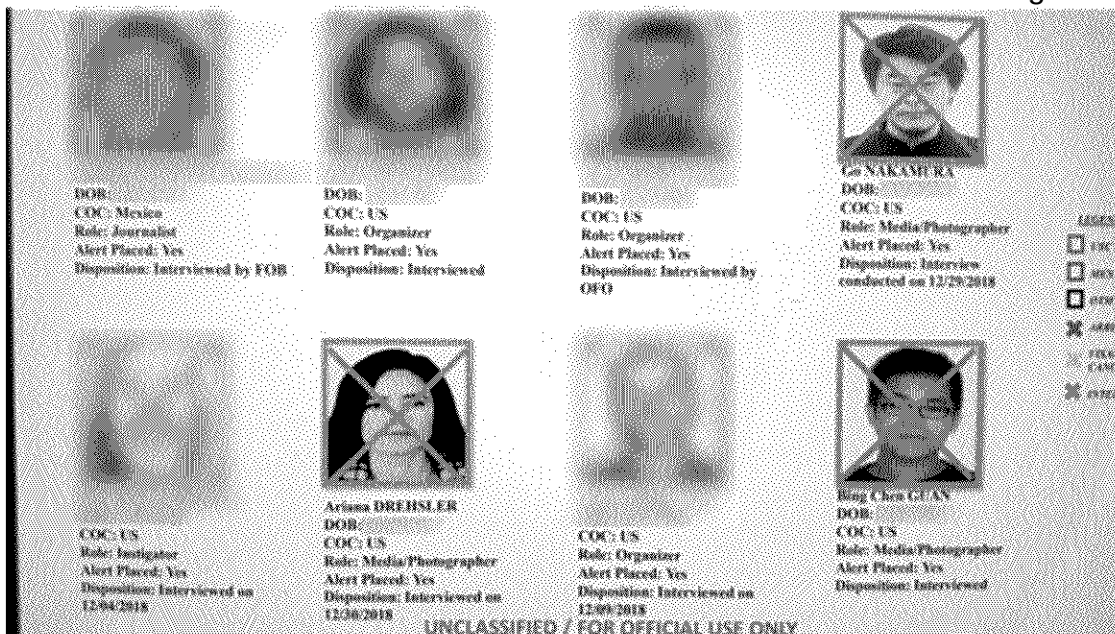 DOB:
COC: Mexico
Role: Journalist
Alert Placed: Yes
Disposition: Interviewed by FOB
DOB:
COC: US
Role: Organizer
Alert Placed: Yes
Disposition: Interviewed
DOB:
COC: US
Role: Organizer
Alert Placed: Yes
Disposition: Interviewed by
OFO
Go NAKAMURA
DOB:
COC: US
Role: Media/Photographer
Alert Placed: Yes
Disposition: Interview
conducted on 12/29/2018
COC: US
Role: Instigator
Alert Placed: Yes
Disposition: Interviewed on
12/04/2018
Ariana DREHSLER
DOB:
COC: US
Role: Media/Photographer
Alert Placed: Yes
Disposition: Interviewed on
12/30/2018
COC: US
Role: Organizer
Alert Placed: Yes
Disposition: Interviewed on
12/09/2018
Bing Chen GUAN
DOB:
COC: US
Role: Media/Photographer
Alert Placed: Yes
Disposition: Interviewed
UNCLASSIFIED / FOR OFFICIAL USE ONLY